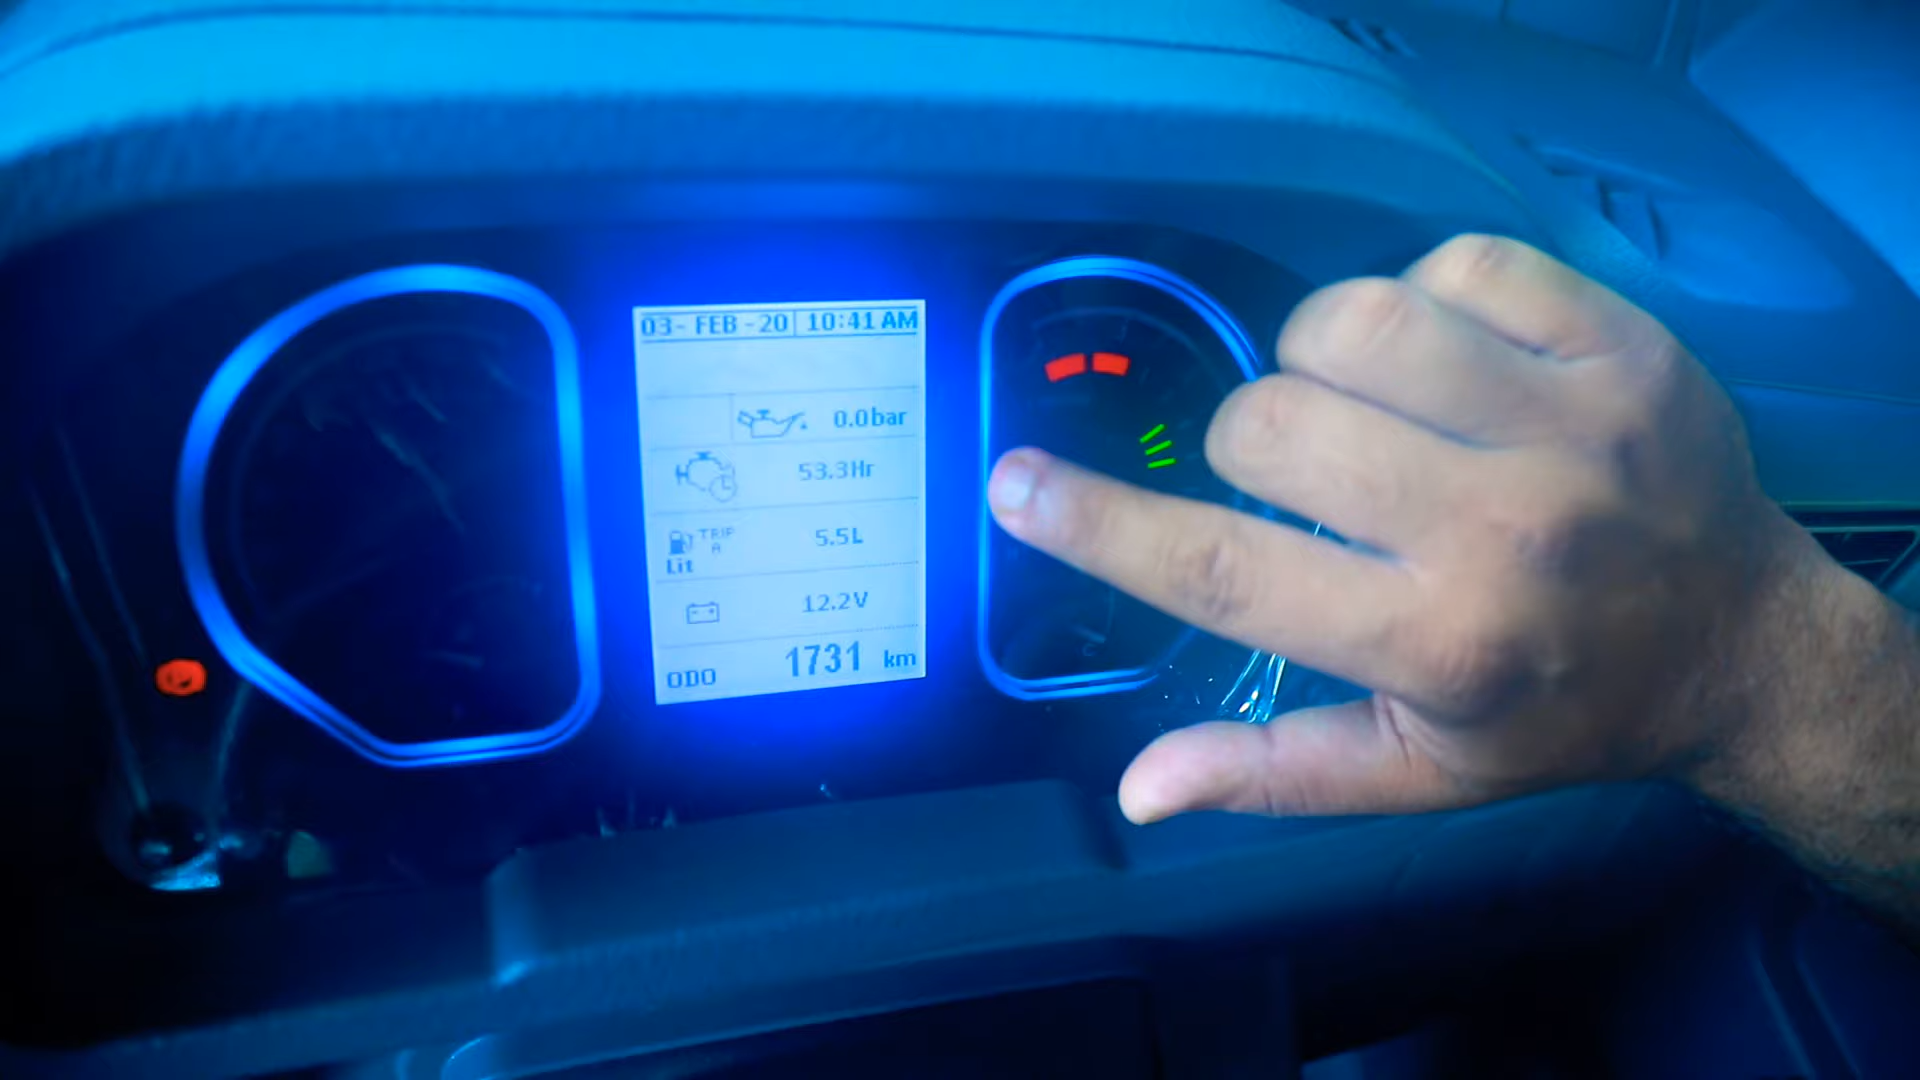 03- FEB -20 10:41 AM
0.0bar
53.3Hr
TRIP
A
5.5L
Lit
12.2V
ODO 1731 km